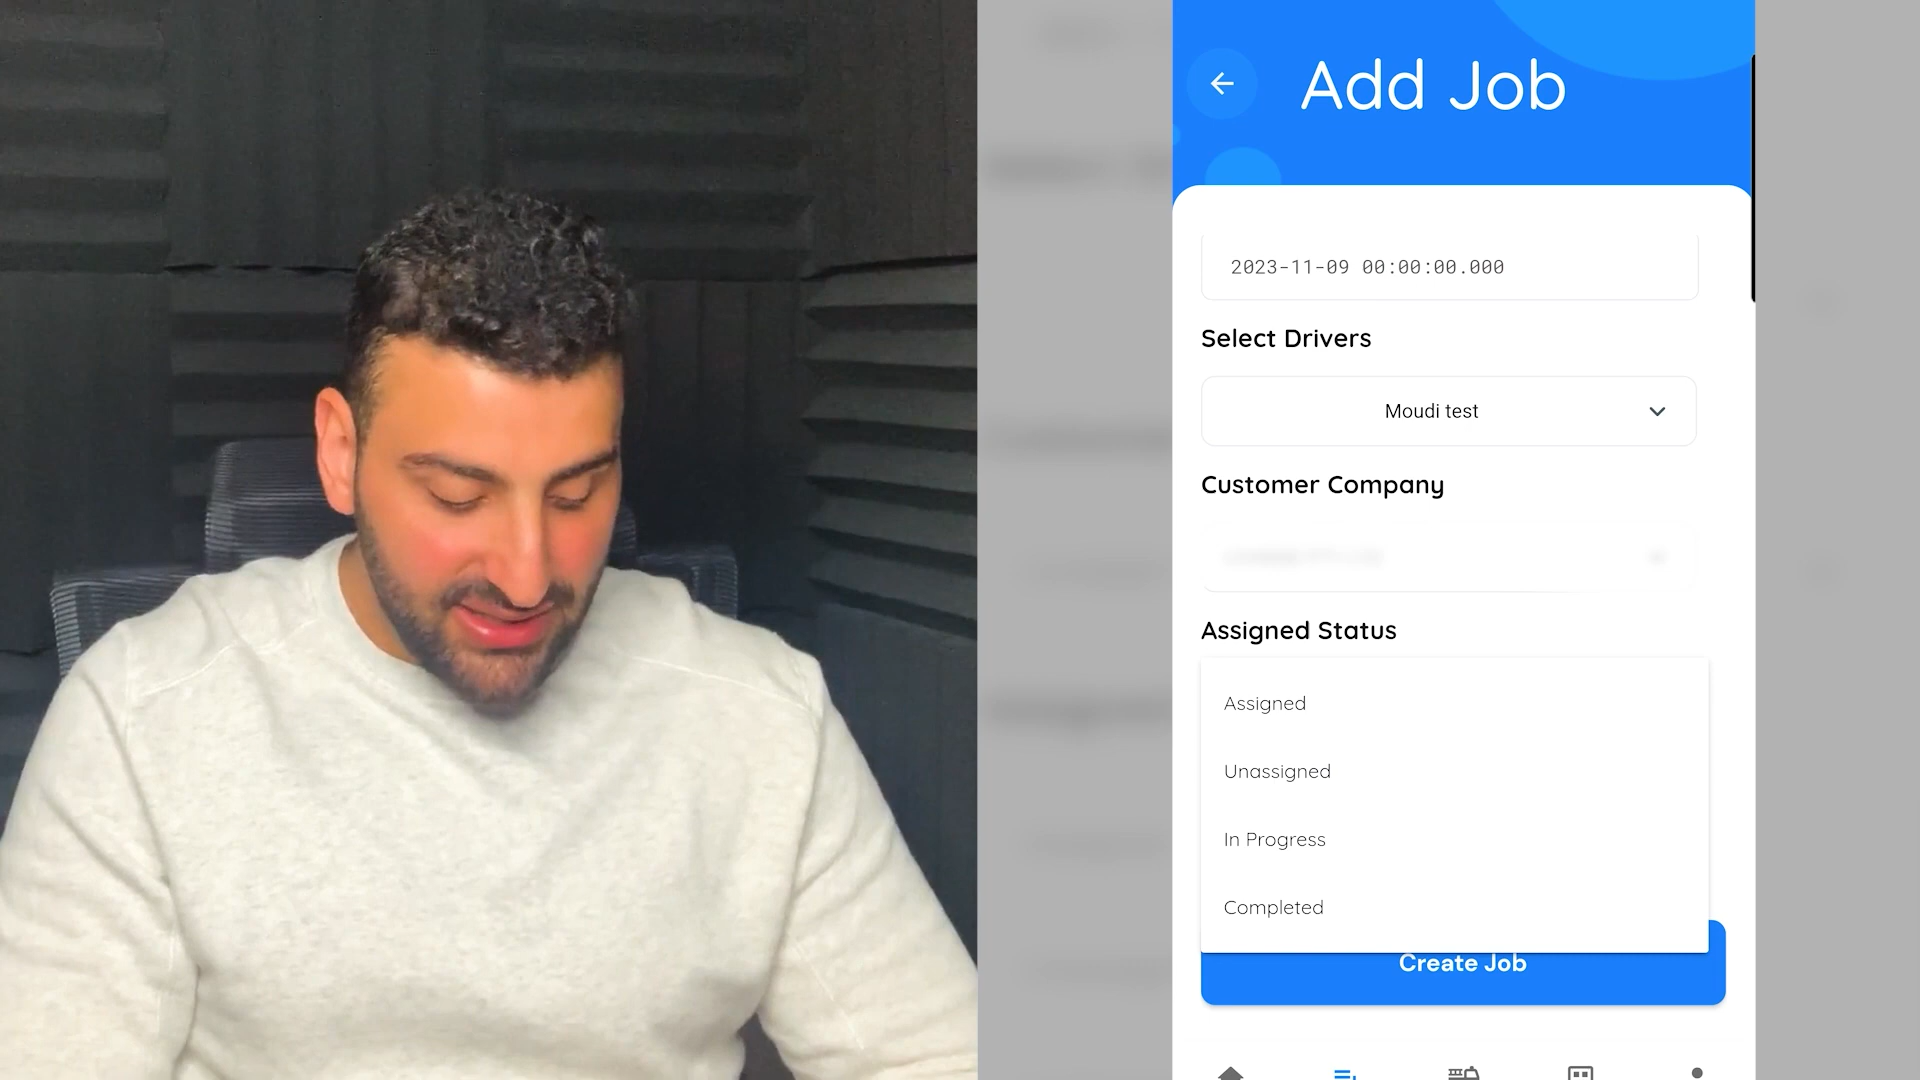 Add Job
2023-11-09 00:00:00.000
Select Drivers
Moudi test
Customer Company
Assigned Status
Assigned
Unassigned
In Progress
Completed
Create Job